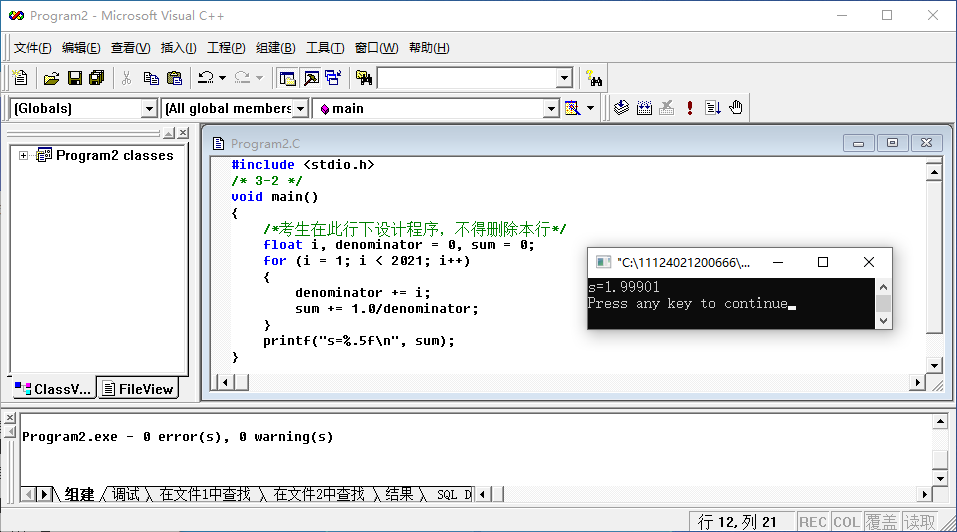 Program2 - Microsoft Visual C++
文件(F) 编辑(E) 查看(V) 插入(I) 工程(P) 组建(B) 工具(T) 窗口(W) 帮助(H)
(Globals) (All global members main
Program2 classes
ClassV... FileView
Program2.C
#include <stdio.h>
/* 3-2 */
void main()
{
/*考生在此行下设计程序，不得删除本行*/
float i, denominator = 0, sum = 0;
for (i = 1; i < 2021; i++)
{
denominator += i;
sum += 1.0/denominator;
}
printf("s=%.5f\n", sum);
}
"C:\11124021200666\...
s=1.99901
Press any key to continue
Program2.exe - 0 error(s), 0 warning(s)
组建 调试 在文件1中查找 在文件2中查找 结果 SQL D
行 12, 列 21 REC COL 覆盖 读取